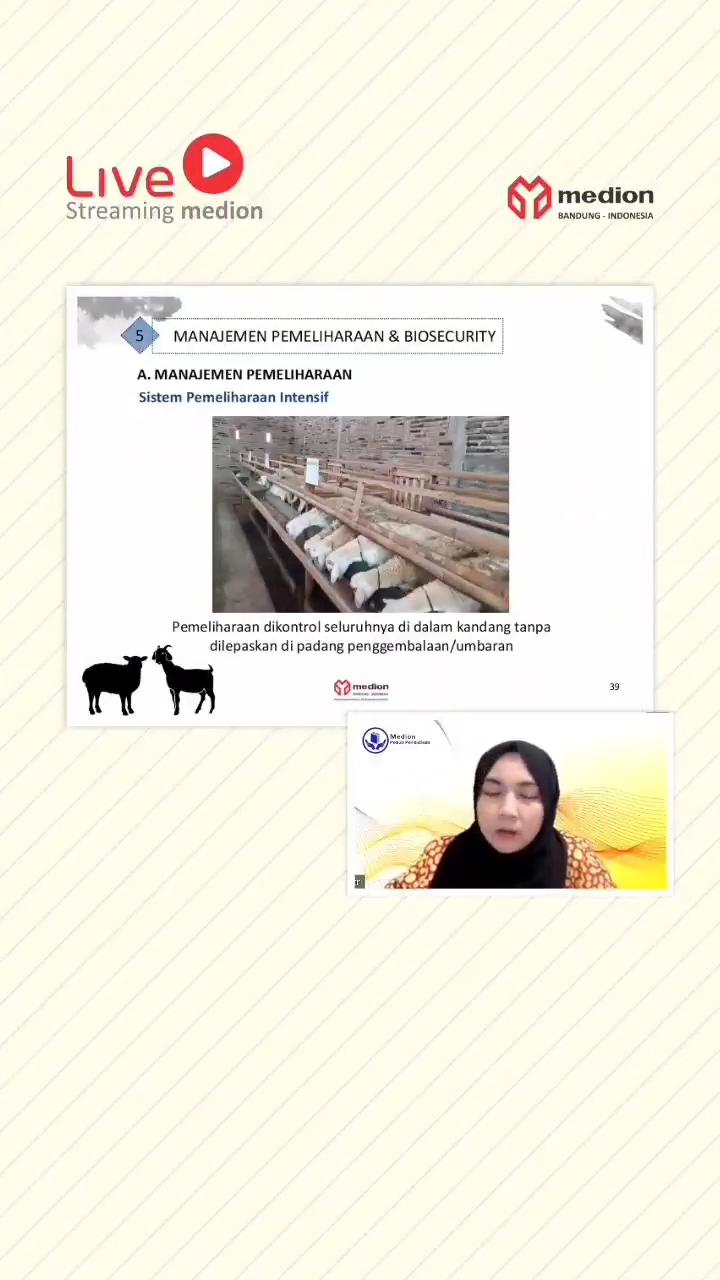 Live
Streaming medion
medion
BANDUNG - INDONESIA
5
MANAJEMEN PEMELIHARAAN & BIOSECURITY
A. MANAJEMEN PEMELIHARAAN
Sistem Pemeliharaan Intensif
Pemeliharaan dikontrol seluruhnya di dalam kandang tanpa
dilepaskan di padang penggembalaan/umbaran
medion
39
Medion